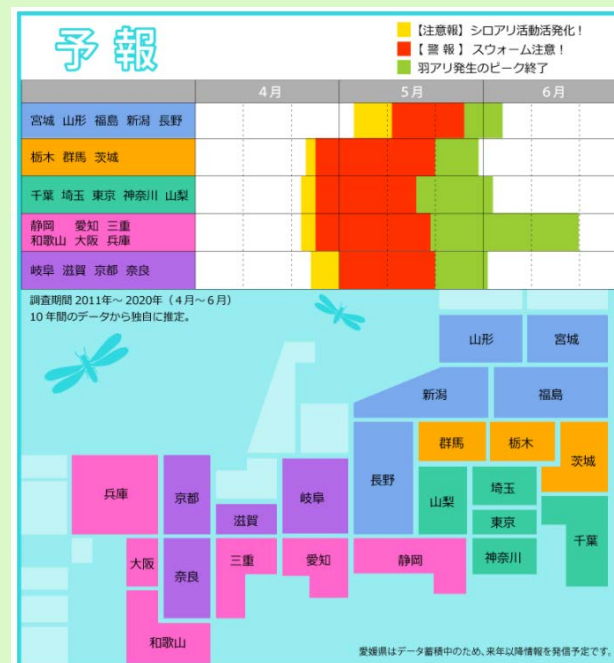 予報
【注意報】シロアリ活動活発化！
【警報】スウォーム注意！
羽アリ発生のピーク終了
4月 5月 6月
宮城 山形 福島 新潟 長野
栃木 群馬 茨城
千葉 埼玉 東京 神奈川 山梨
静岡 愛知 三重
和歌山 大阪 兵庫
岐阜 滋賀 京都 奈良
調査期間 2011年～2020年（4月～6月）
10年間のデータから独自に推定。
山形 宮城
新潟 福島
群馬 栃木 茨城
兵庫 京都 滋賀 岐阜 長野 山梨 埼玉
東京 千葉
大阪 奈良 三重 愛知 静岡 神奈川
和歌山
愛媛県はデータ蓄積中のため、来年以降情報を発信予定です。